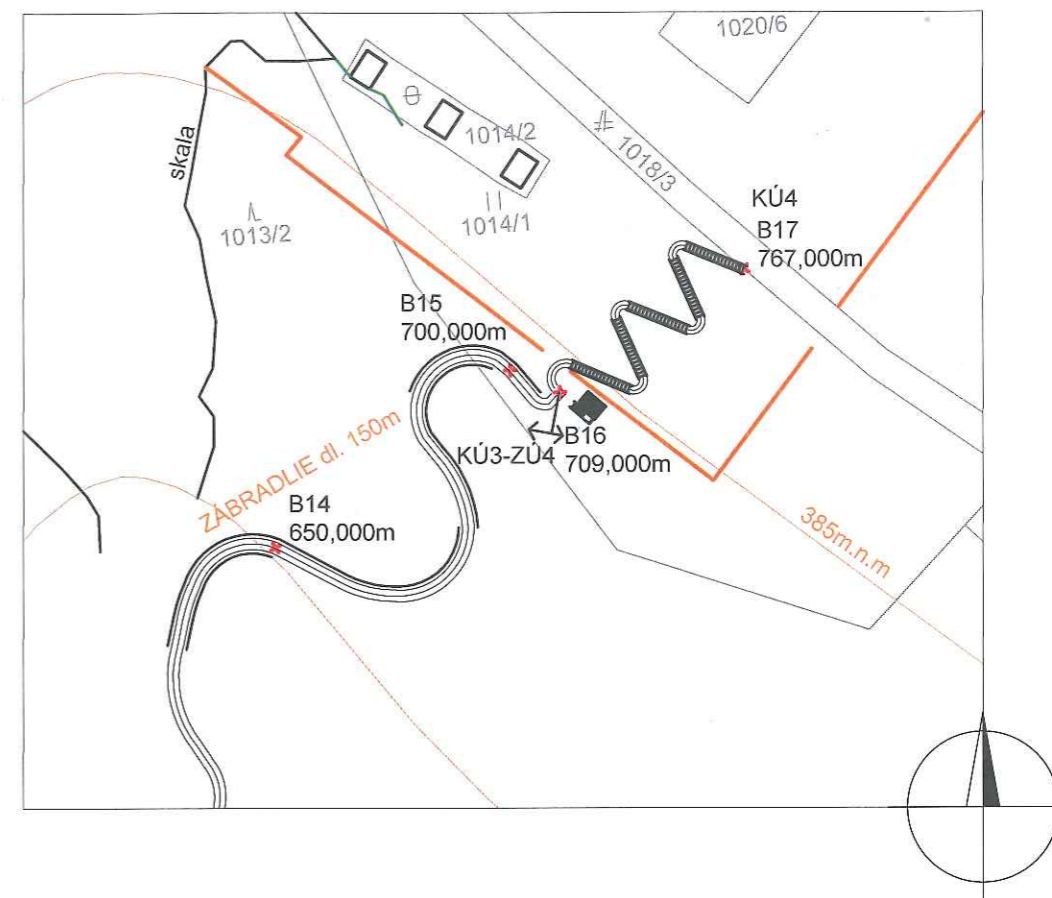 1020/6
1014/2
# 1018/3
skala
1013/2
1014/1
KÚ4
B17
767,000m
B15
700,000m
ZÁBRADLIE dl. 150m
KÚ3-ZÚ4
B16
709,000m
B14
650,000m
385m.n.m